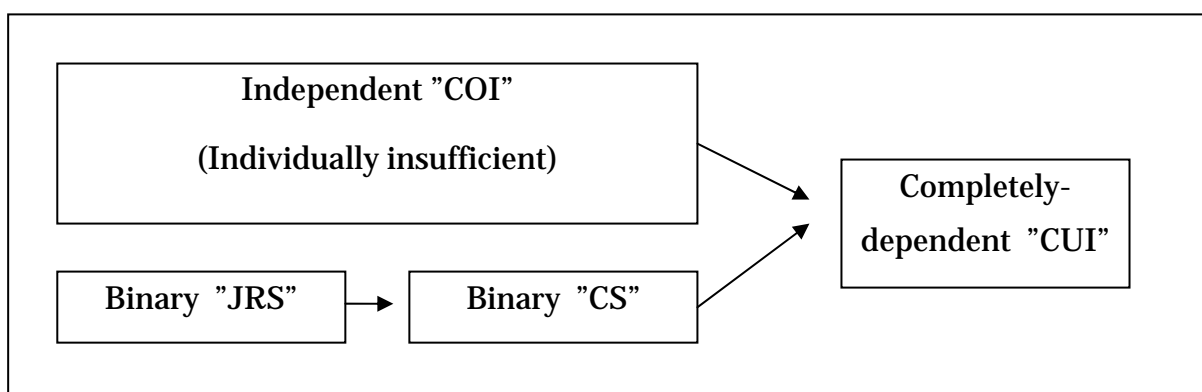 Independent ”COI”
(Individually insufficient)
Completely-
dependent ”CUI”
Binary ”JRS”
Binary ”CS”